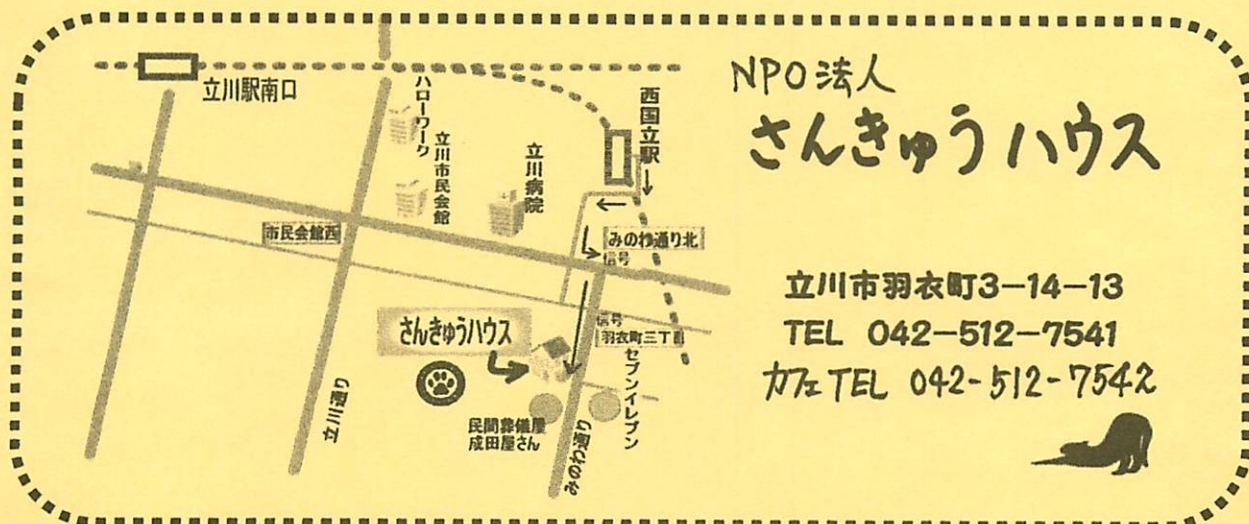 立川駅南口
ハローワーク
立川市民会館
立川病院
西国立駅
市民会館西
みのわ通り北
信号
さんきゅうハウス
信号
羽衣町三丁目
セブンイレブン
民間葬儀屋
成田屋さん
立川通り
みのわ通り
NPO法人
さんきゅうハウス
立川市羽衣町3−14−13
TEL 042−512−7541
カフェTEL 042-512-7542